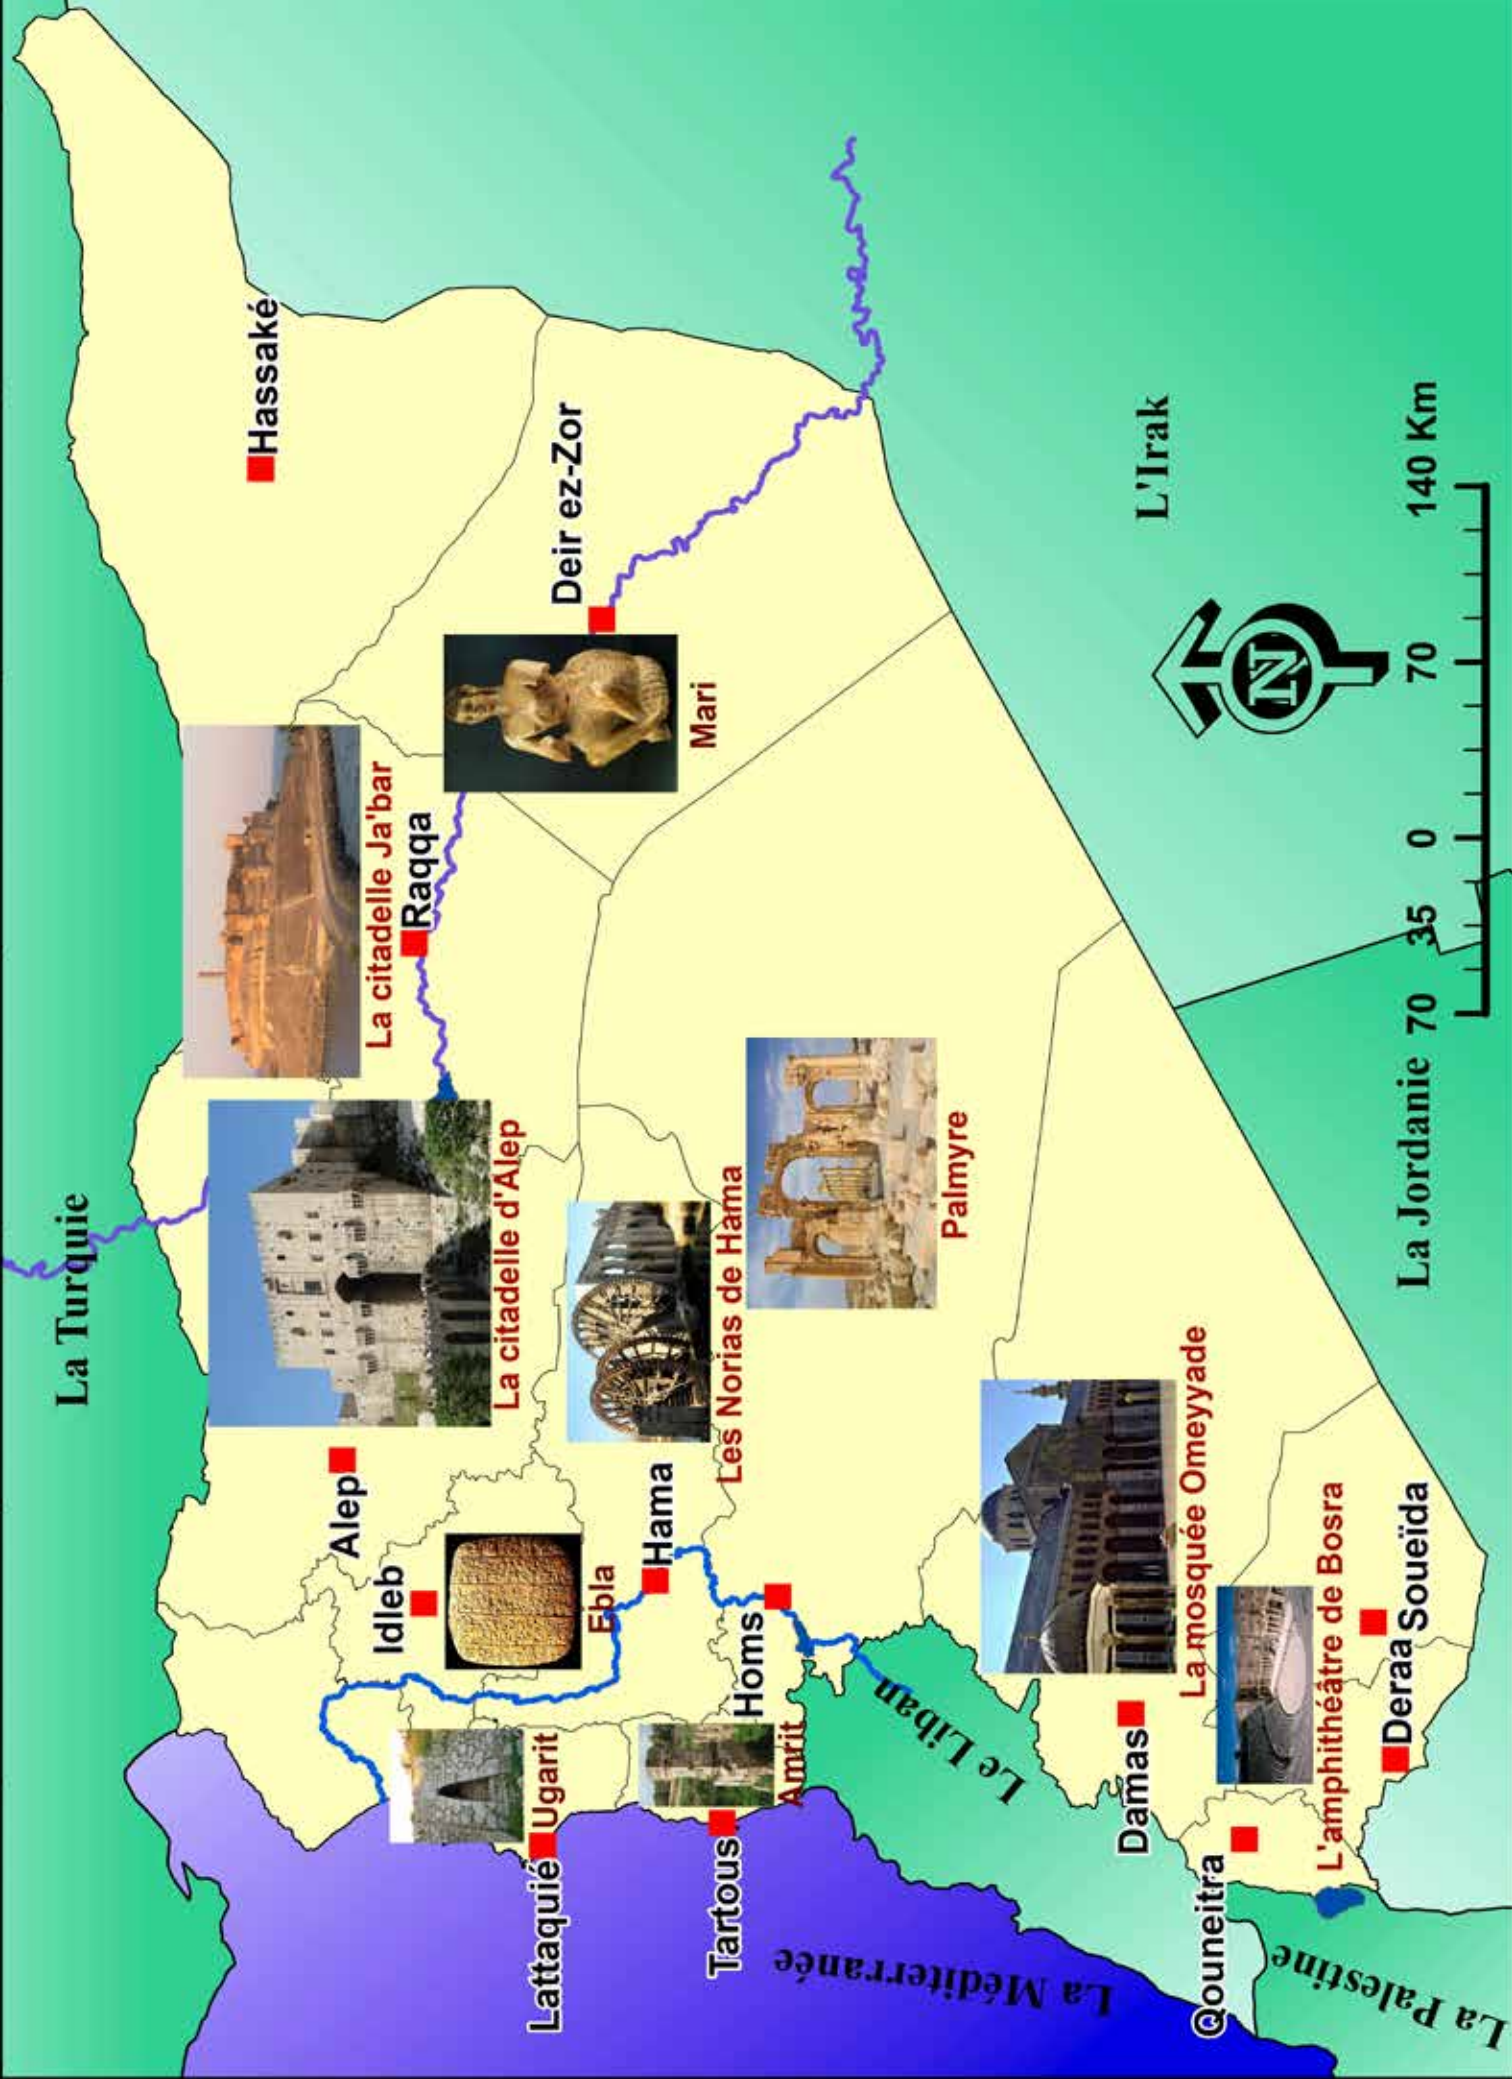 La Turquie
Hassaké
La citadelle Ja'bar
Raqqa
Deir ez-Zor
Mari
La citadelle d'Alep
Alep
Idleb
Ébla
Ugarit
Lattaquié
Hama
Les Norias de Hama
Palmyre
Homs
Amrit
Tartous
La Méditerranée
Le Liban
La mosquée Omeyyade
Damas
Qouneitra
L'amphithéâtre de Bosra
Deraa
Soueïda
La Palestine
La Jordanie
L'Irak
N
70 35 0 70 140 Km